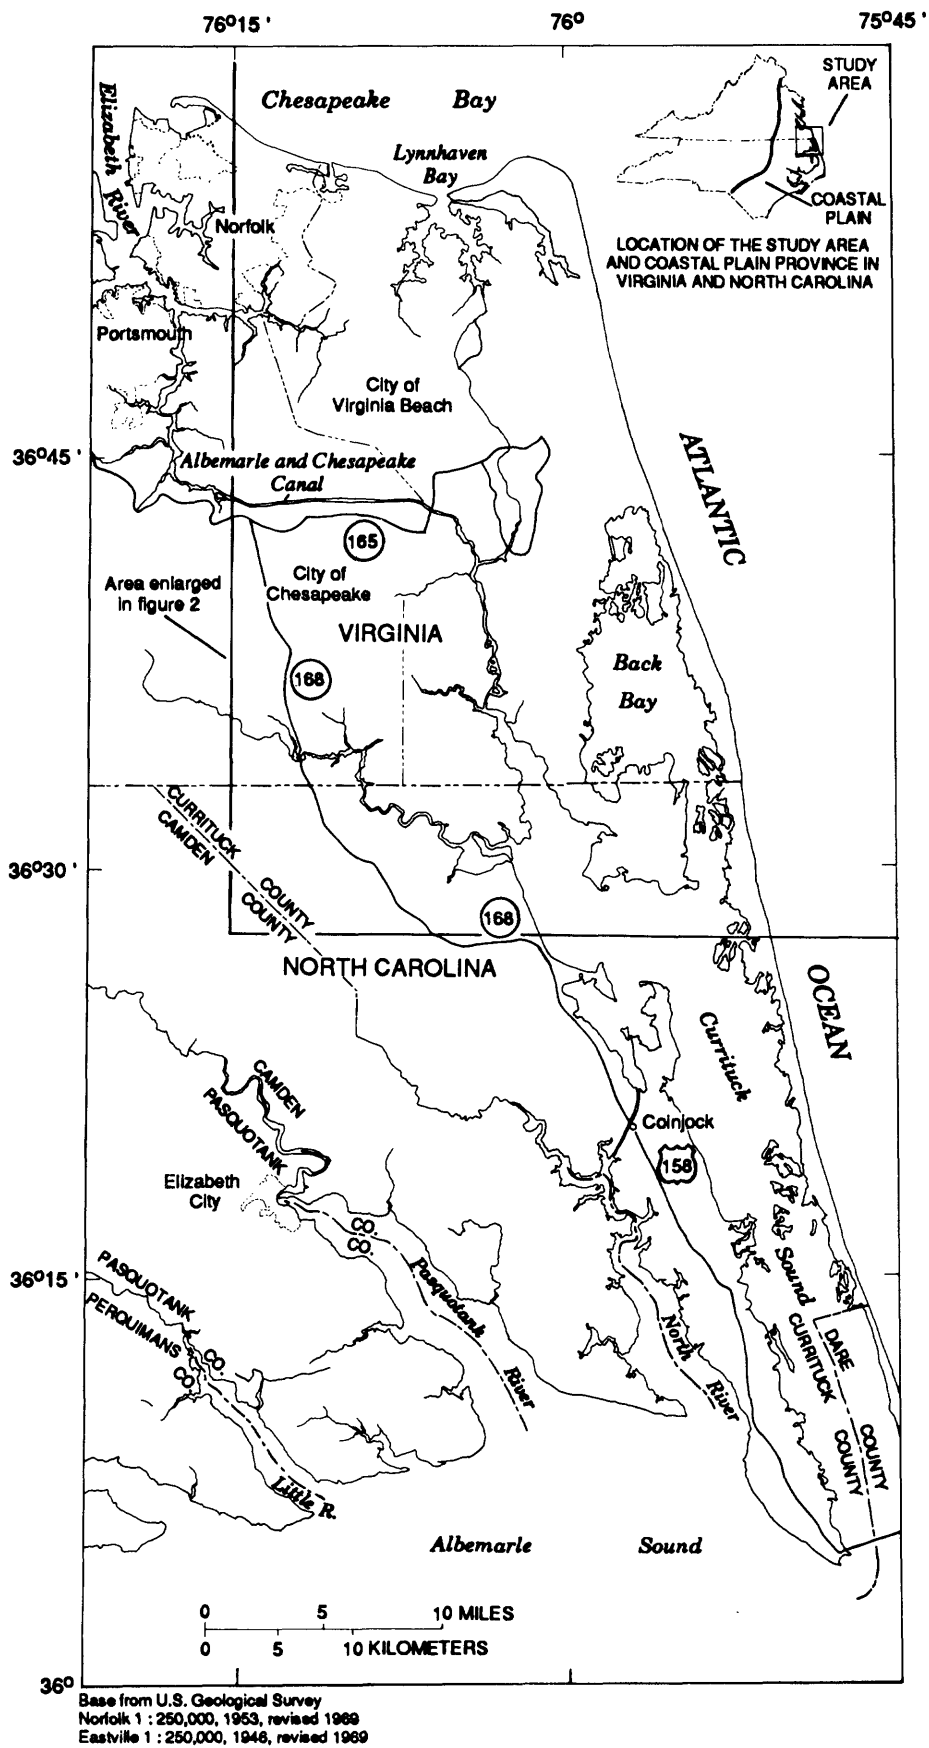 76°15'
76°
75°45'
Chesapeake Bay
STUDY
AREA
Elizabeth River
Lynnhaven
Bay
COASTAL
PLAIN
Norfolk
LOCATION OF THE STUDY AREA
AND COASTAL PLAIN PROVINCE IN
VIRGINIA AND NORTH CAROLINA
Portsmouth
City of
Virginia Beach
36°45'
Albemarle and Chesapeake
Canal
ATLANTIC
165
City of
Chesapeake
Area enlarged
in figure 2
VIRGINIA
168
Back
Bay
CURRITUCK
CAMDEN
36°30'
COUNTY
COUNTY
168
NORTH CAROLINA
OCEAN
Currituck
CAMDEN
PASQUOTANK
Coinjock
158
Elizabeth
City
CO.
CO.
Sound
36°15'
PASQUOTANK
PERQUIMANS
Pasquotank
River
North
River
CO.
CO.
DARE
CURRITUCK
COUNTY
COUNTY
Little R.
Albemarle Sound
0 5 10 MILES
0 5 10 KILOMETERS
36°
Base from U.S. Geological Survey
Norfolk 1 : 250,000, 1953, revised 1969
Eastville 1 : 250,000, 1946, revised 1969